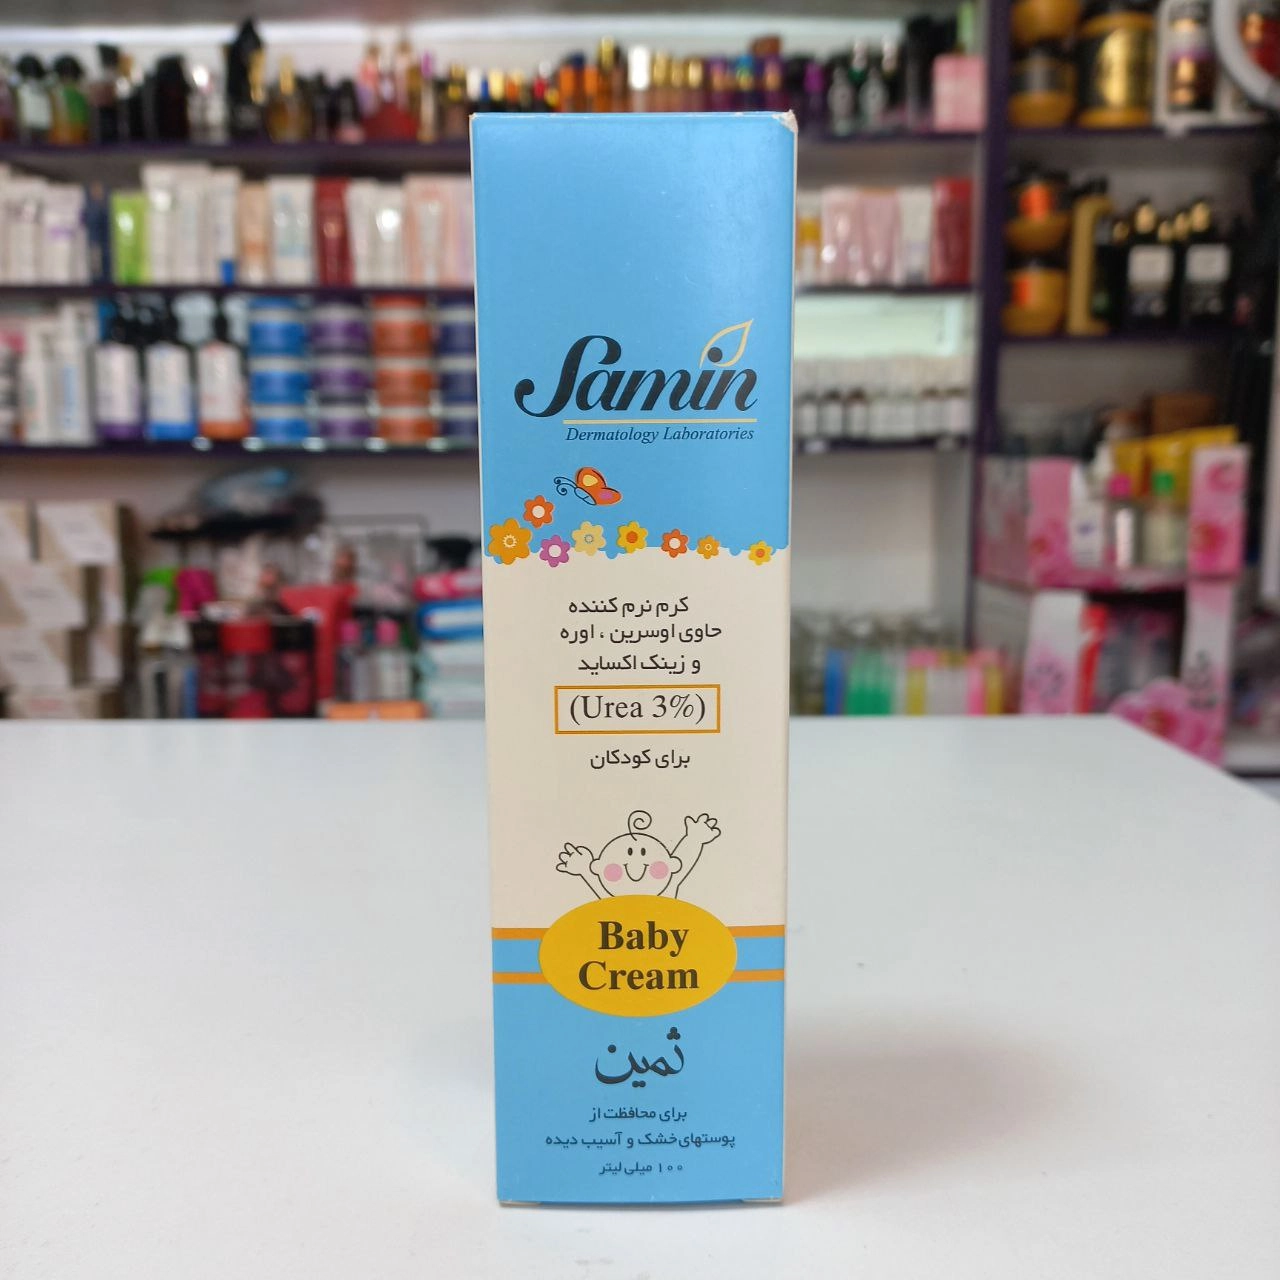 Samin
Dermatology Laboratories
کرم نرم کننده
حاوی اوسرین ، اوره
و زینک اکساید
(Urea 3%)
برای کودکان
Baby
Cream
ثمین
برای محافظت از
پوستهای خشک و آسیب دیده
۱۰۰ میلی لیتر